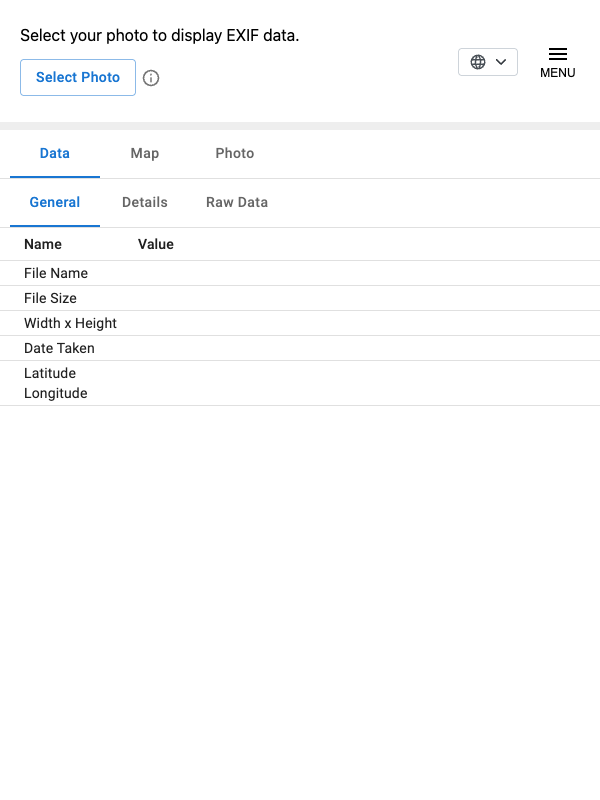 Select your photo to display EXIF data.
Select Photo
MENU
Data Map Photo
General Details Raw Data
Name Value
File Name
File Size
Width x Height
Date Taken
Latitude
Longitude